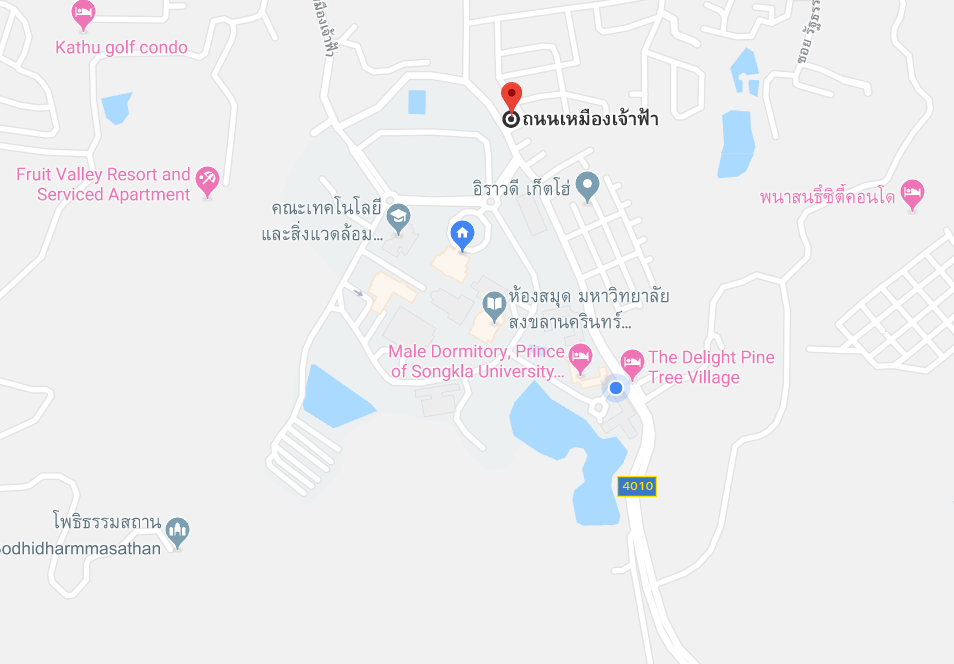 Kathu golf condo
เหมืองเจ้าฟ้า
ซอย รัฐธรร
ถนนเหมืองเจ้าฟ้า
Fruit Valley Resort and
Serviced Apartment
อิราวดี เก็ตโฮ่
พนาสนธิ์ซิตี้คอนโด
คณะเทคโนโลยี
และสิ่งแวดล้อม...
ห้องสมุด มหาวิทยาลัย
สงขลานครินทร์...
Male Dormitory, Prince
of Songkla University...
The Delight Pine
Tree Village
4010
โพธิธรรมสถาน
Bodhidharmmasathan